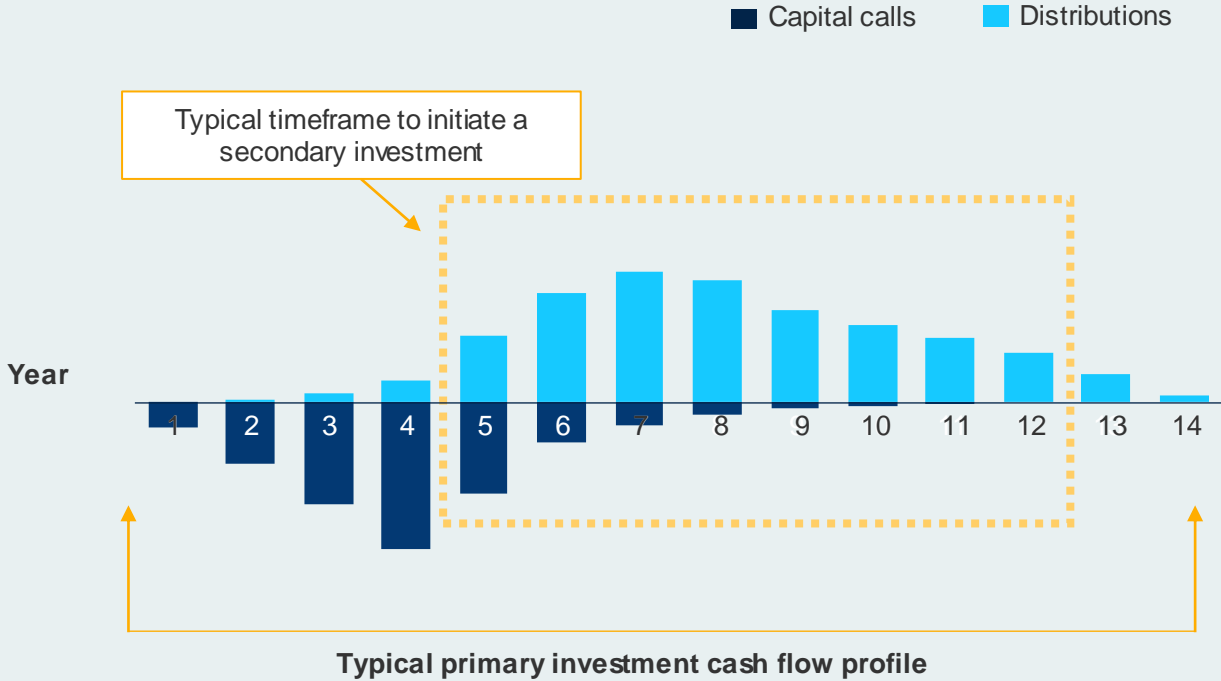 Capital calls
Distributions
Typical timeframe to initiate a
secondary investment
Year
1 2 3 4 5 6 7 8 9 10 11 12 13 14
Typical primary investment cash flow profile